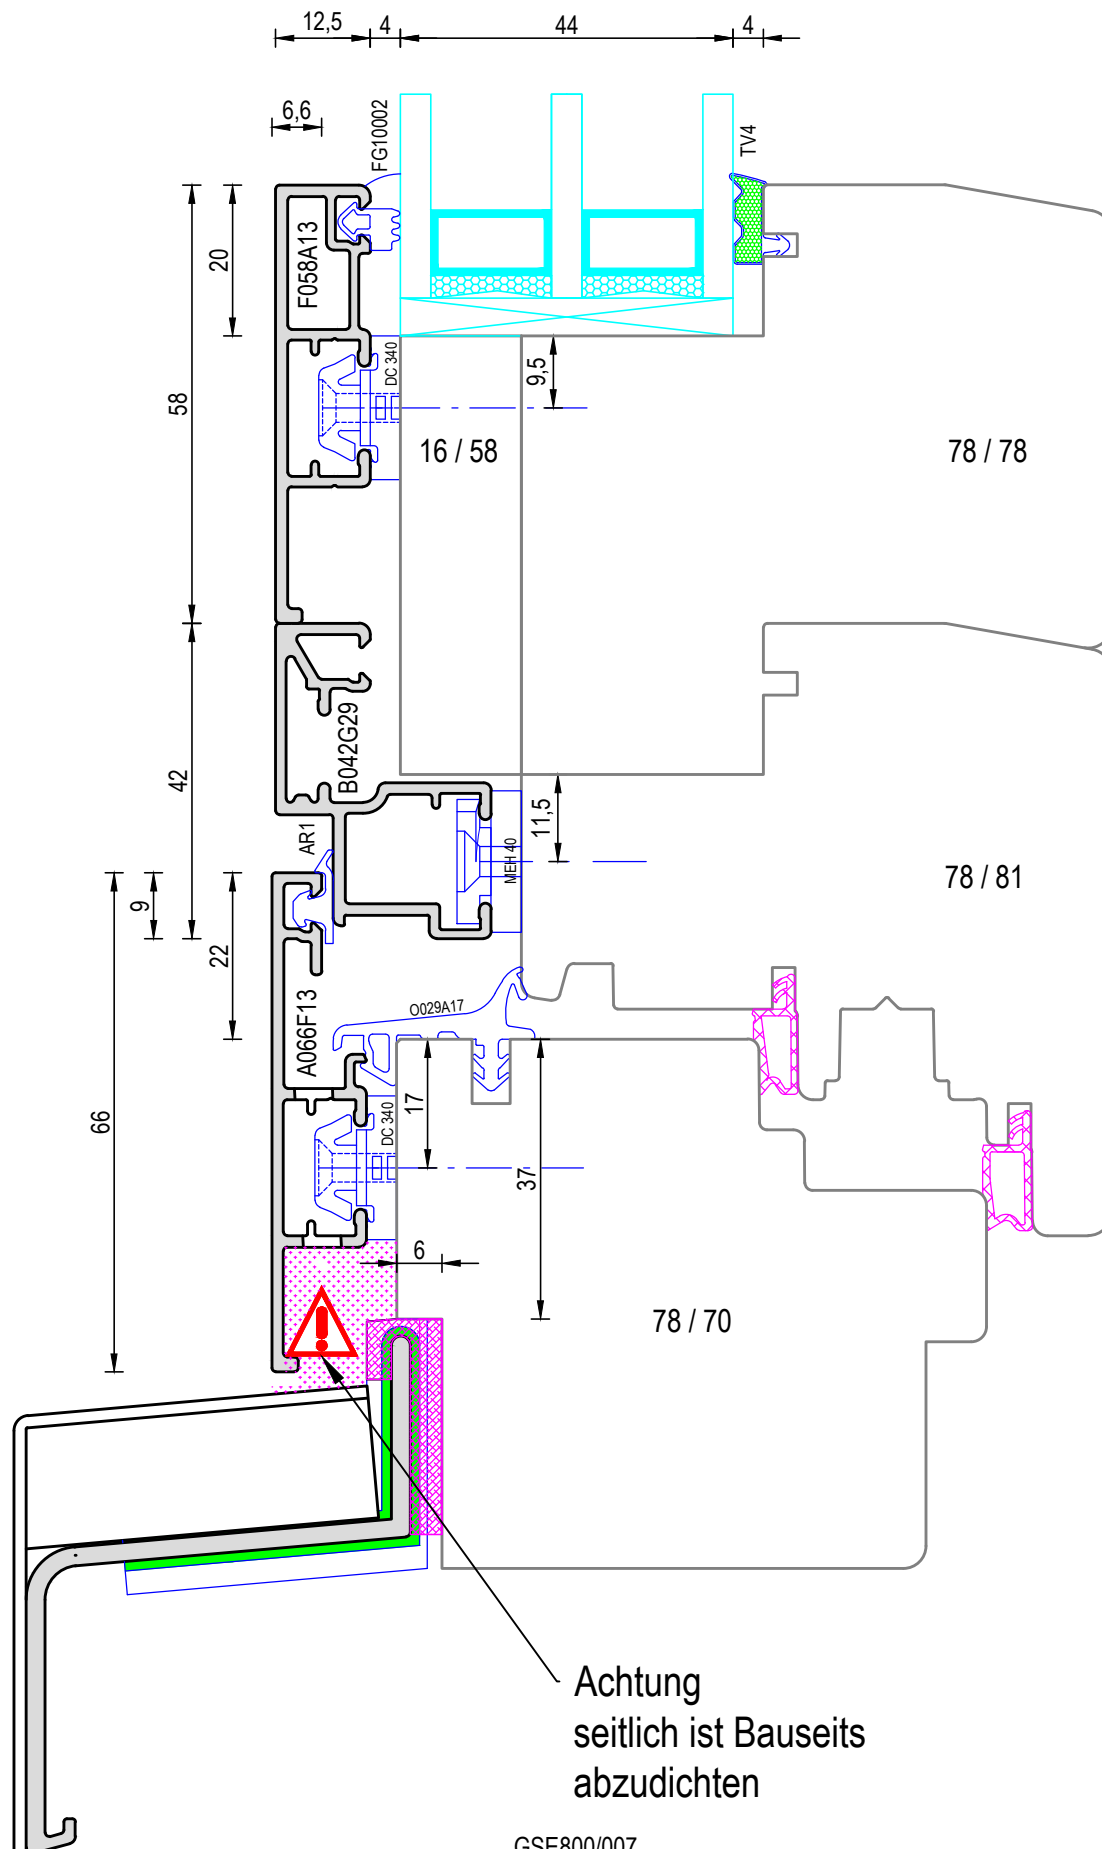 12,5
4
44
4
6,6
FG10002
TV4
20
F058A13
58
DC 340
9,5
16 / 58
78 / 78
B042G29
42
11,5
AR1
MEH 40
9
78 / 81
22
O029A17
A066F13
66
17
DC 340
37
6
78 / 70
Achtung
seitlich ist Bauseits
abzudichten
GSE800/007